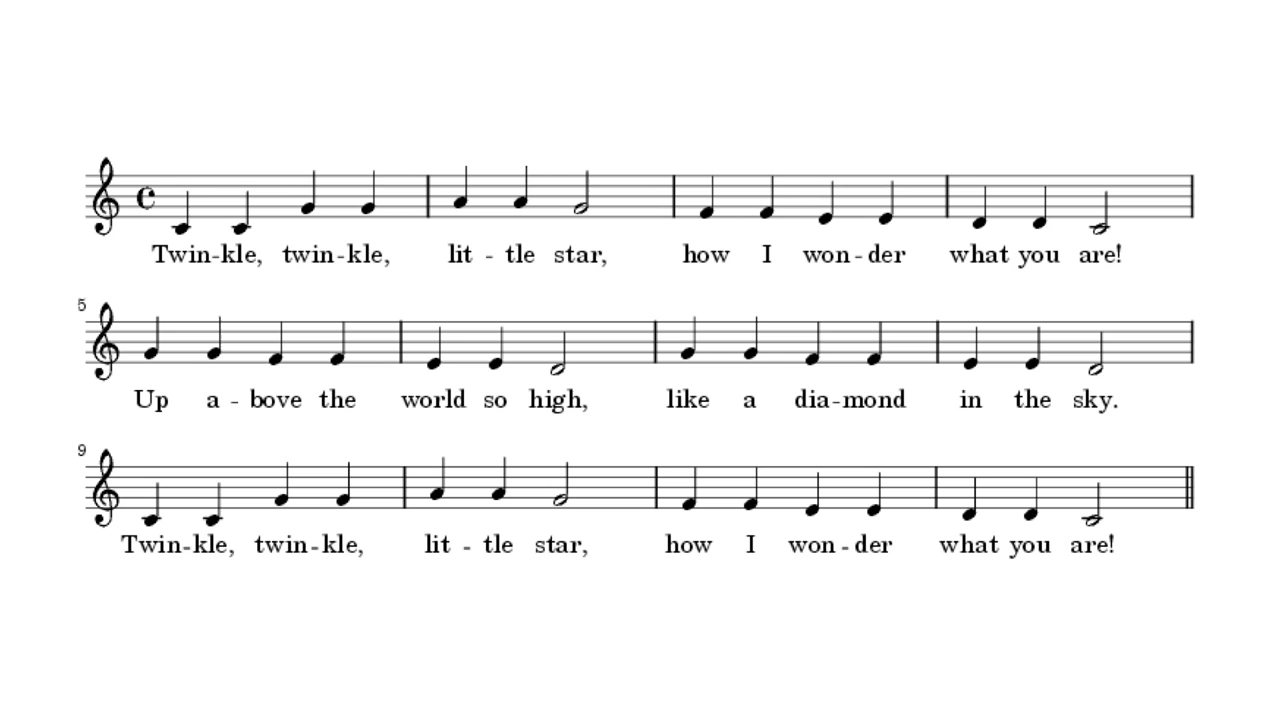 Twin-kle, twin-kle, lit - tle star, how I won-der what you are!
5
Up a - bove the world so high, like a dia-mond in the sky.
9
Twin-kle, twin-kle, lit - tle star, how I won-der what you are!